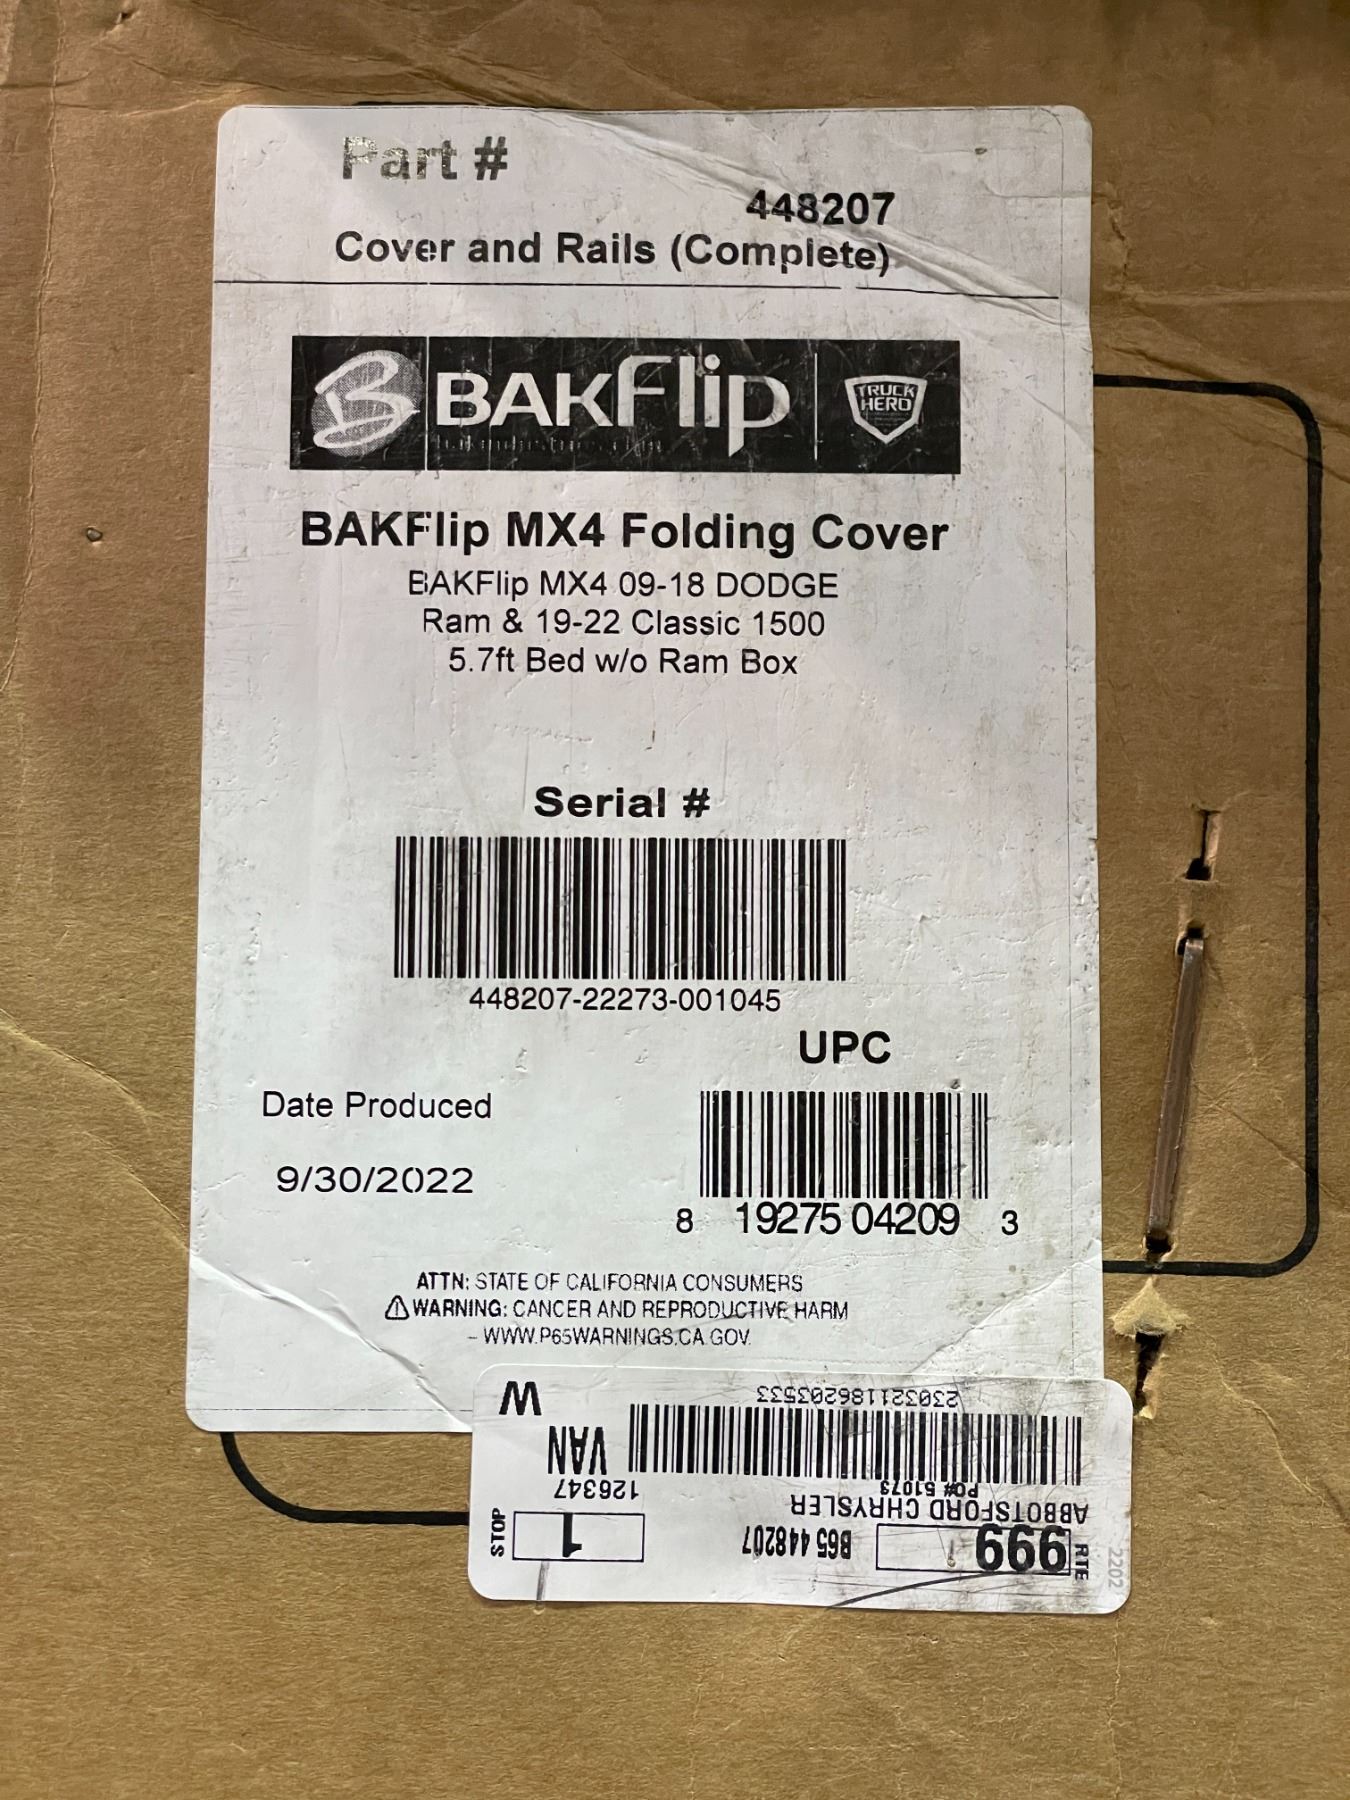 Part #
448207
Cover and Rails (Complete)
B BAKFlip TRUCK HERO
BAKFlip MX4 Folding Cover
BAKFlip MX4 09-18 DODGE
Ram & 19-22 Classic 1500
5.7ft Bed w/o Ram Box
Serial #
448207-22273-001045
UPC
Date Produced
9/30/2022
8 19275 04209 3
ATTN: STATE OF CALIFORNIA CONSUMERS
⚠WARNING: CANCER AND REPRODUCTIVE HARM
- WWW.P65WARNINGS.CA.GOV.
2202
RTE 999 1 B65 448207 STOP 1
ABBOTSFORD CHRYSLER
PO# 51073 126347
VAN
W
230321186203533